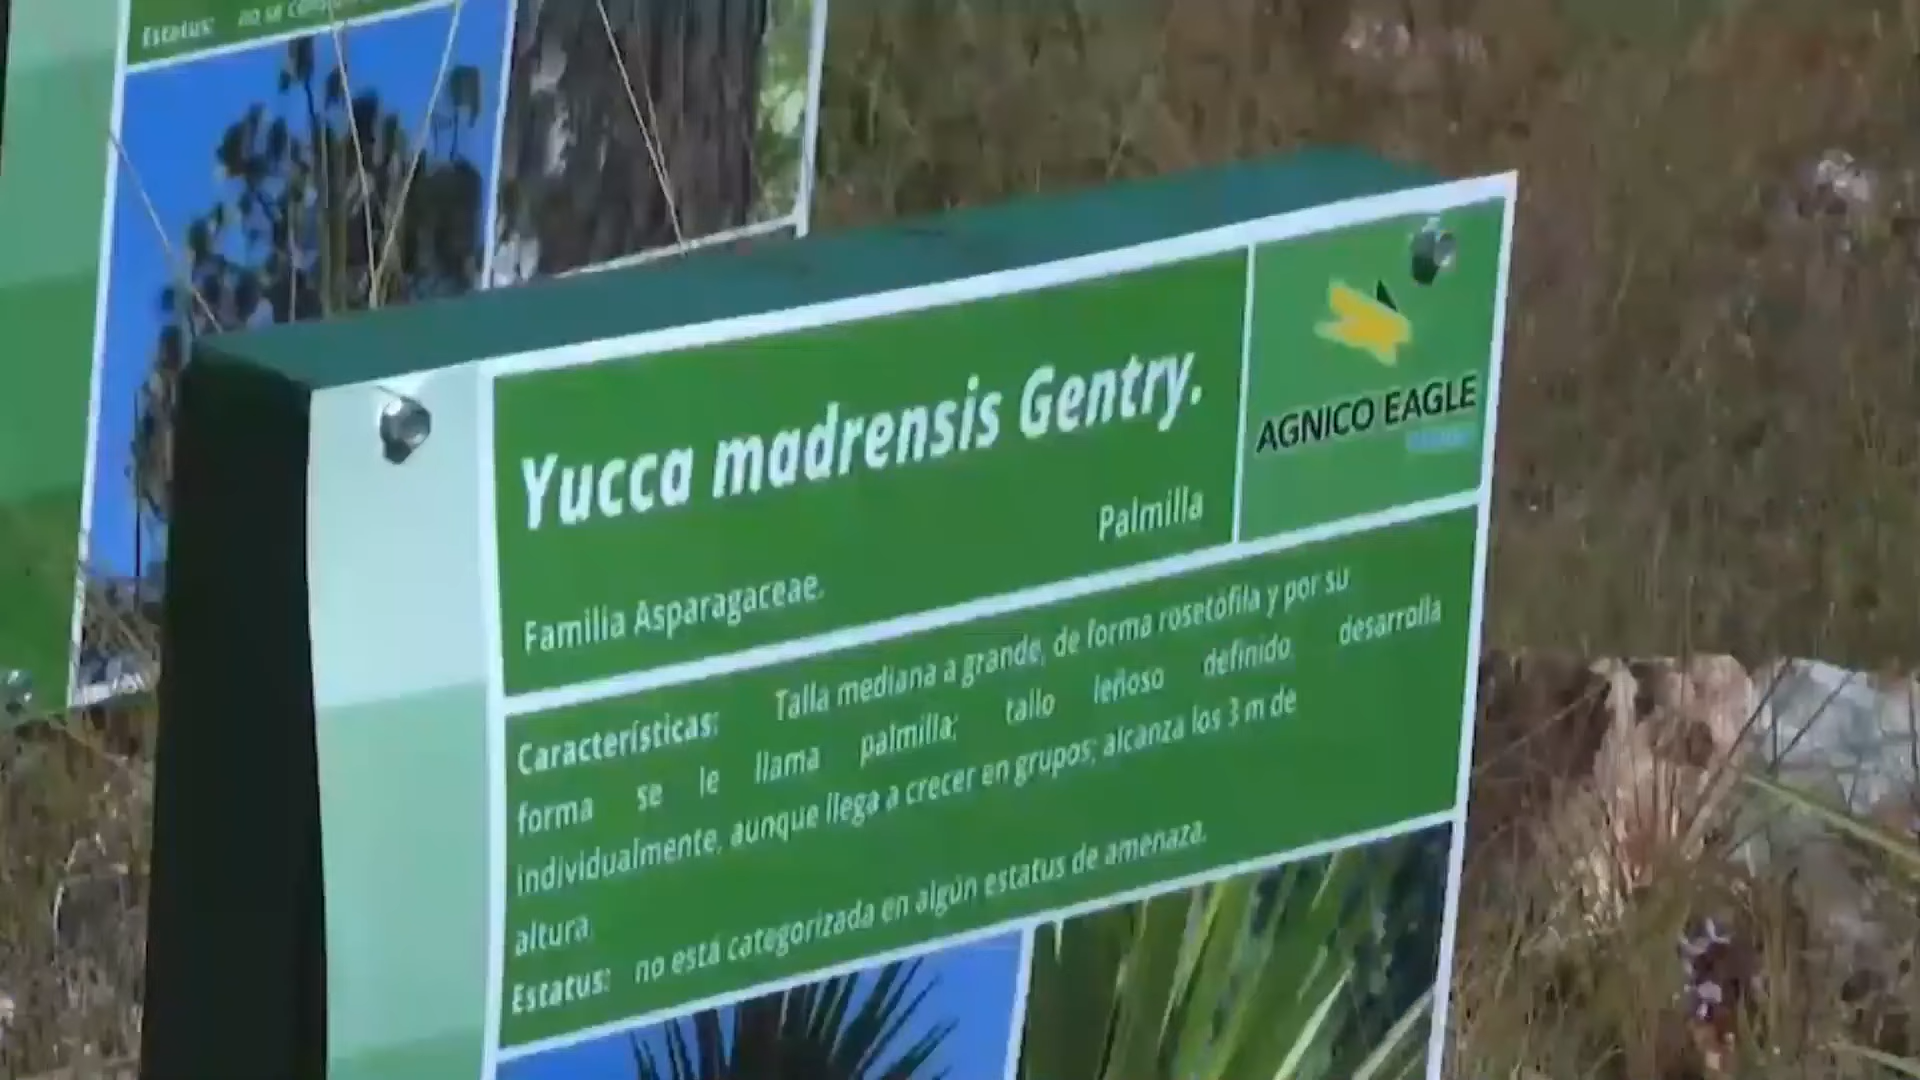 Estatus: no se
Yucca madrensis Gentry.
Palmilla
Familia Asparagaceae.
AGNICO EAGLE
Características: Talla mediana a grande, de forma rosetófila y por su
forma se le llama palmilla; tallo leñoso definido, desarrolla
individualmente, aunque llega a crecer en grupos; alcanza los 3 m de
altura.
Estatus: no está categorizada en algún estatus de amenaza.